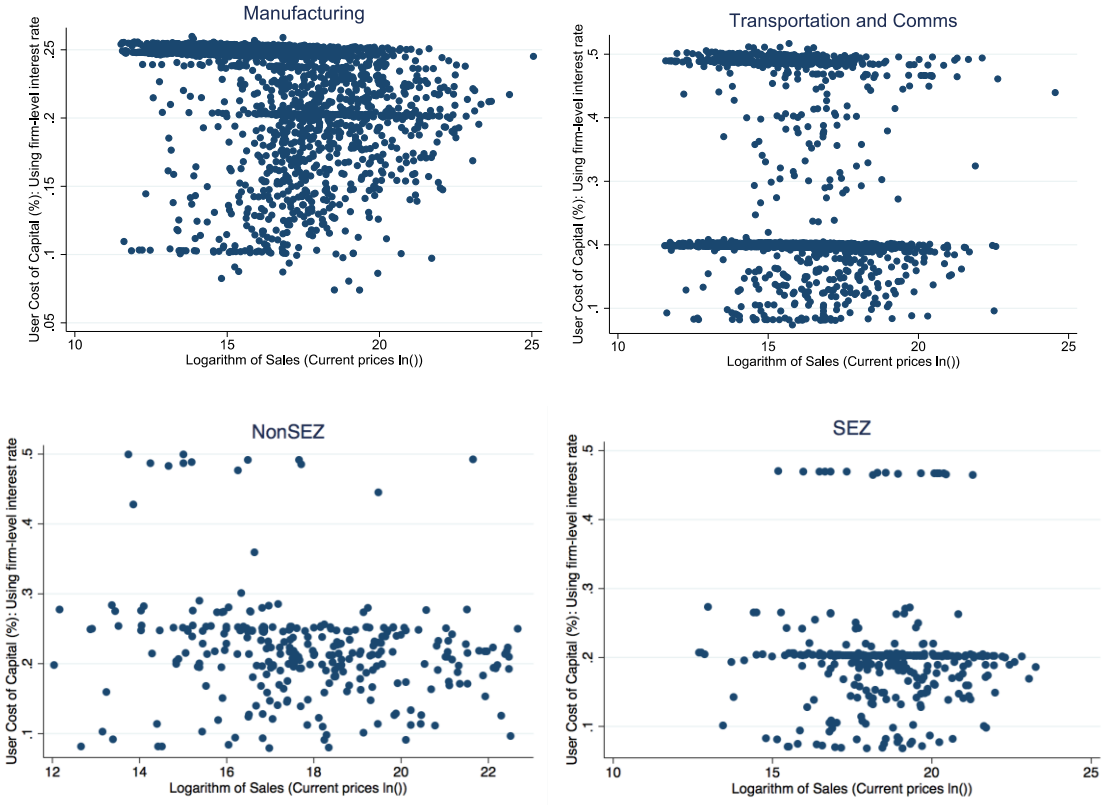 Manufacturing
User Cost of Capital (%): Using firm-level interest rate
.25
.2
.15
.1
.05
10 15 20 25
Logarithm of Sales (Current prices ln())
Transportation and Comms
User Cost of Capital (%): Using firm-level interest rate
.5
.4
.3
.2
.1
10 15 20 25
Logarithm of Sales (Current prices ln())
NonSEZ
User Cost of Capital (%): Using firm-level interest rate
.5
.4
.3
.2
.1
12 14 16 18 20 22
Logarithm of Sales (Current prices ln())
SEZ
User Cost of Capital (%): Using firm-level interest rate
.5
.4
.3
.2
.1
10 15 20 25
Logarithm of Sales (Current prices ln())